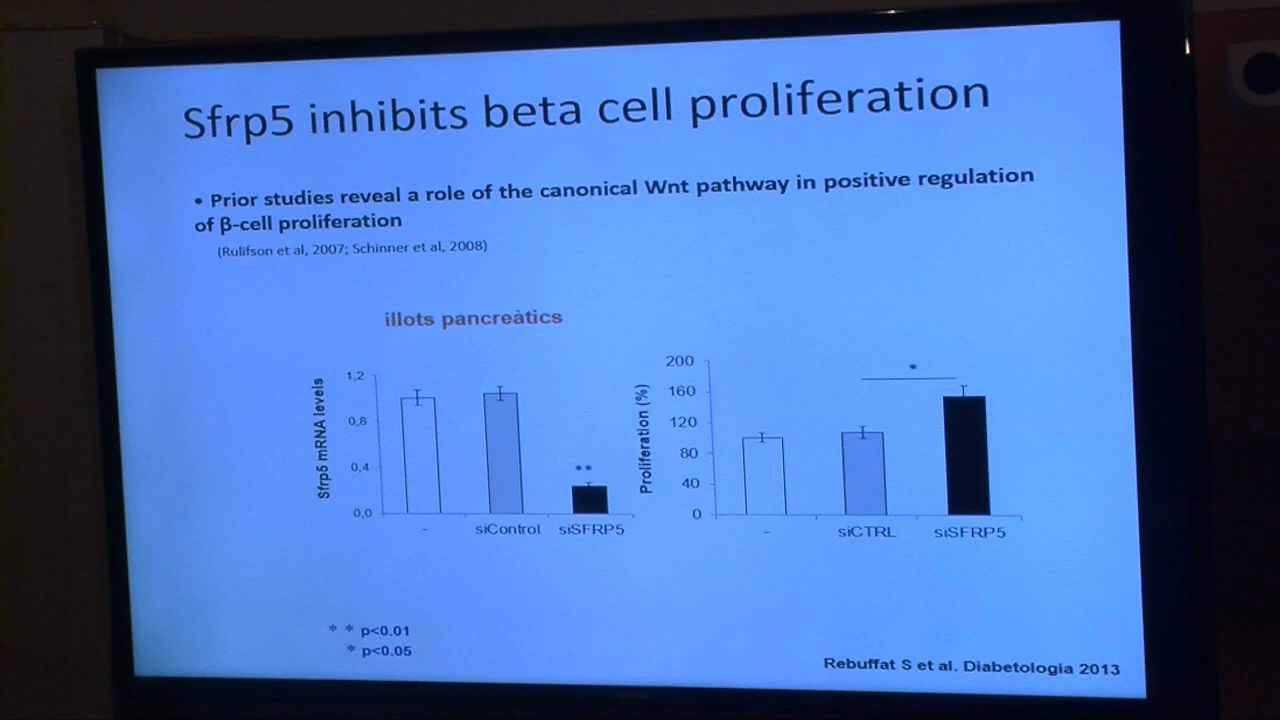 Sfrp5 inhibits beta cell proliferation
• Prior studies reveal a role of the canonical Wnt pathway in positive regulation
of β-cell proliferation
(Rulifson et al, 2007; Schinner et al, 2008)
illots pancreàtics
Sfrp5 mRNA levels
1,2
0,8
0,4
0,0
**
- siControl siSFRP5
Proliferation (%)
200
160
120
80
40
0
*
- siCTRL siSFRP5
* * p<0.01
* p<0.05
Rebuffat S et al. Diabetologia 2013